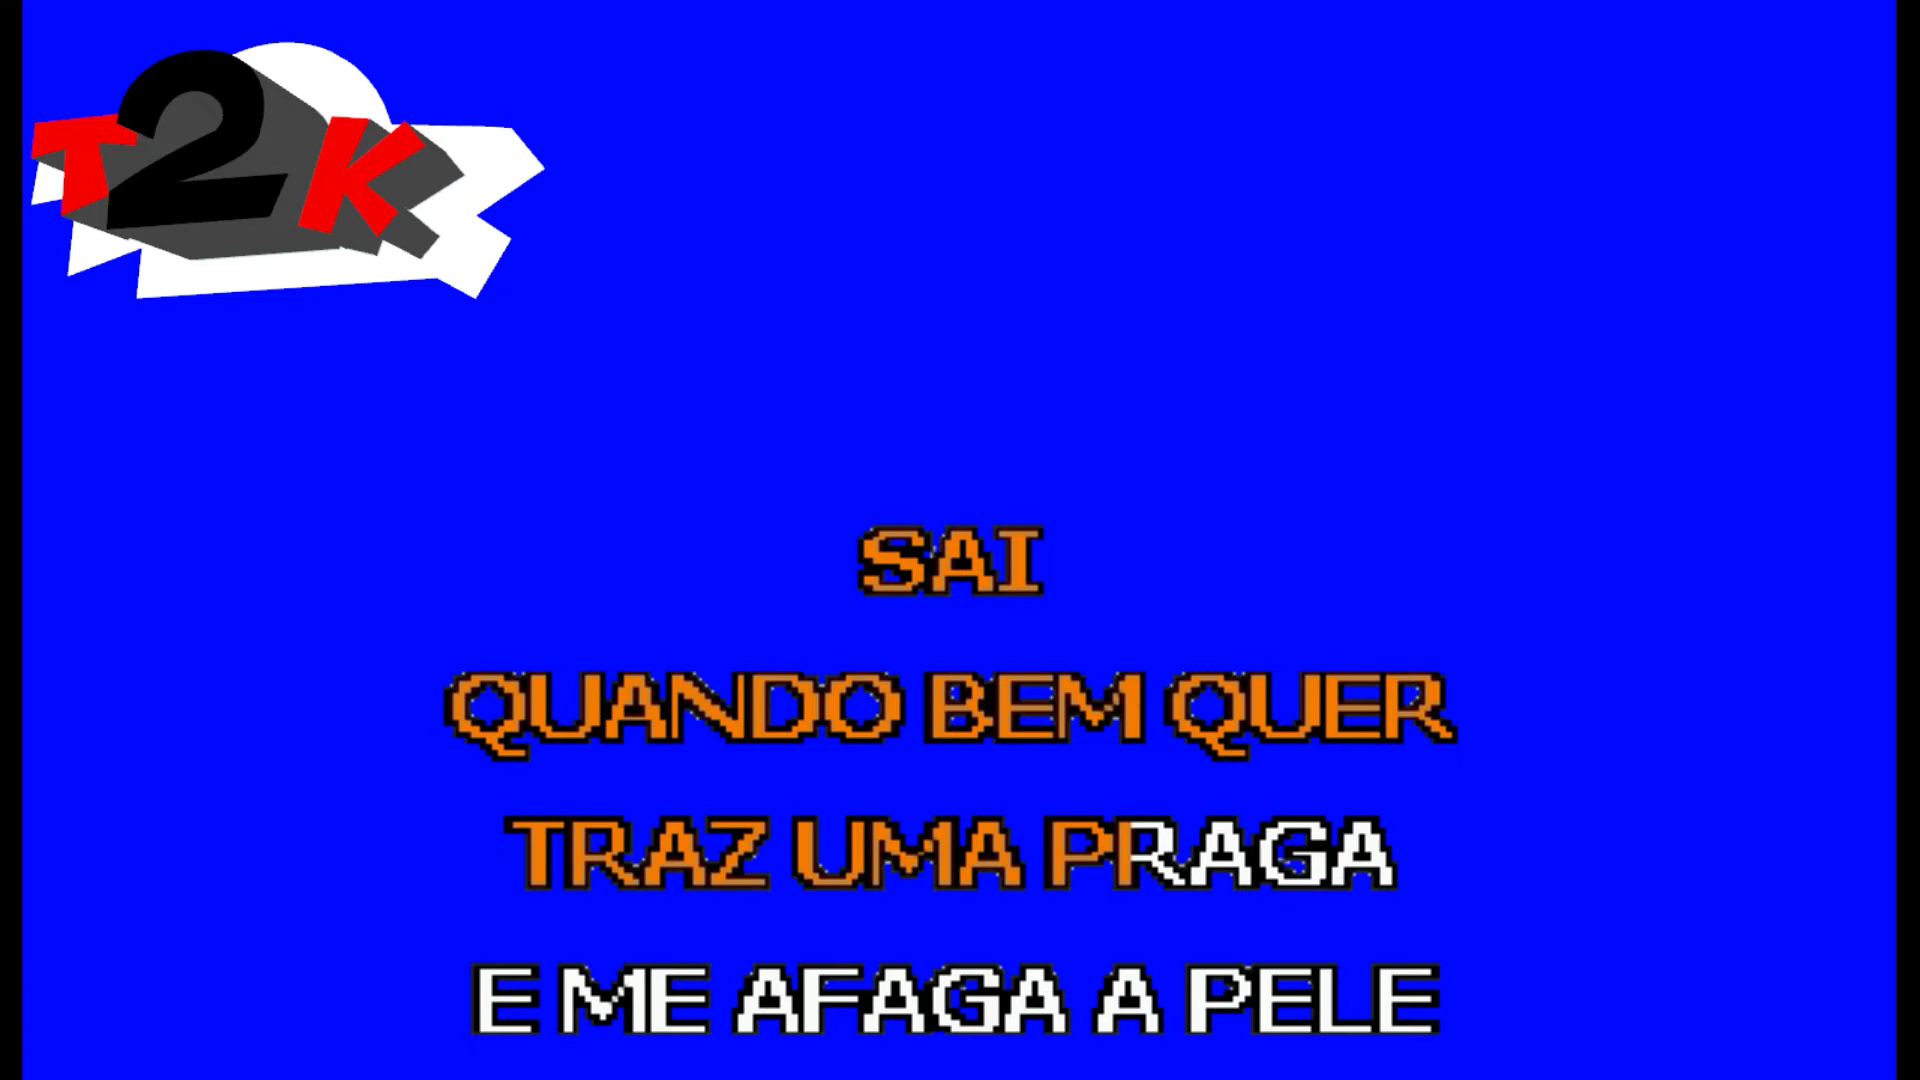 T2K
SAI
QUANDO BEM QUER
TRAZ UMA PRAGA
E ME AFAGA A PELE